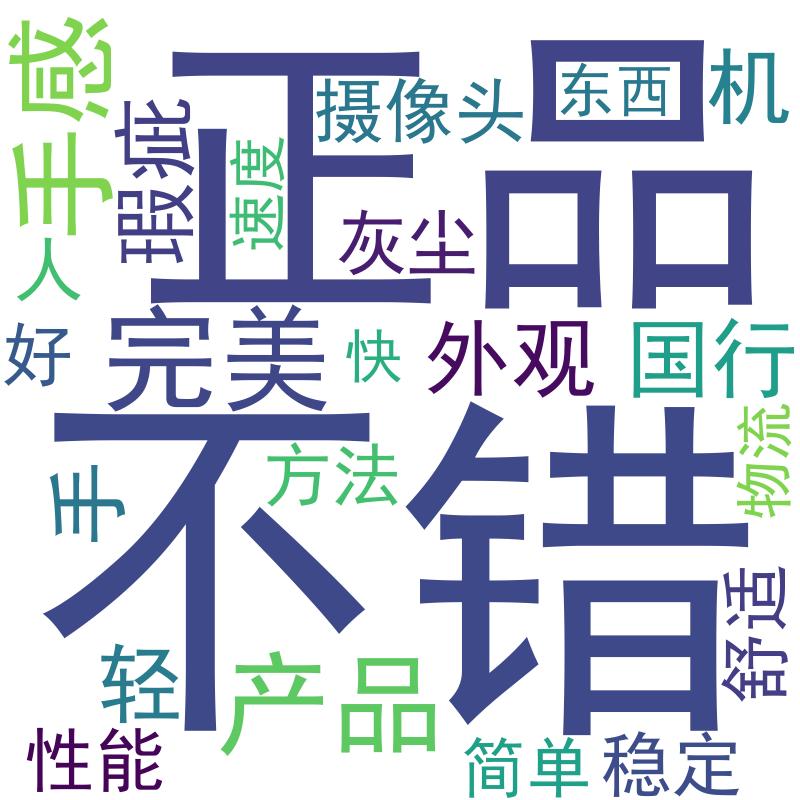 手感
正品
摄像头
东西
机
瑕疵
速度
灰尘
人
好
完美
快
外观
国行
不错
手
方法
物流
舒适
轻
产品
性能
简单
稳定